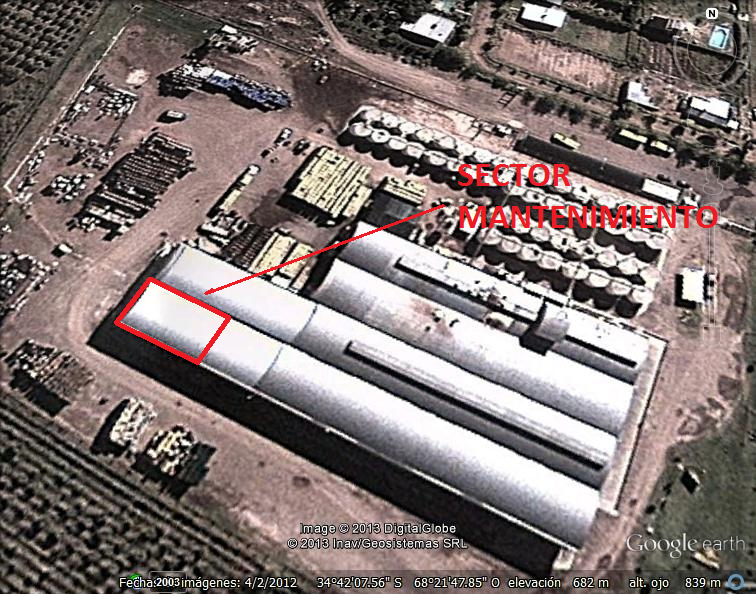 N
SECTOR
MANTENIMIENTO
Image © 2013 DigitalGlobe
© 2013 Inav/Geosistemas SRL
Google earth
2003
Fecha imágenes: 4/2/2012 34°42'07.56" S 68°21'47.85" O elevación 682 m alt. ojo 839 m